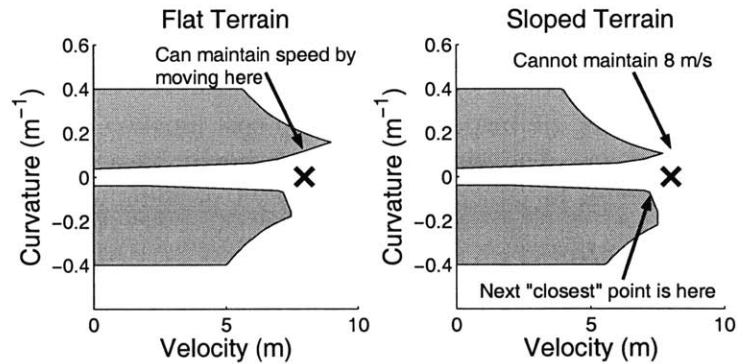 Flat Terrain
0.6
0.4
0.2
0
−0.2
−0.4
Curvature (m⁻¹)
Can maintain speed by
moving here
0
5
10
Velocity (m)
Sloped Terrain
0.6
0.4
0.2
0
−0.2
−0.4
Curvature (m⁻¹)
Cannot maintain 8 m/s
Next "closest" point is here
0
5
10
Velocity (m)